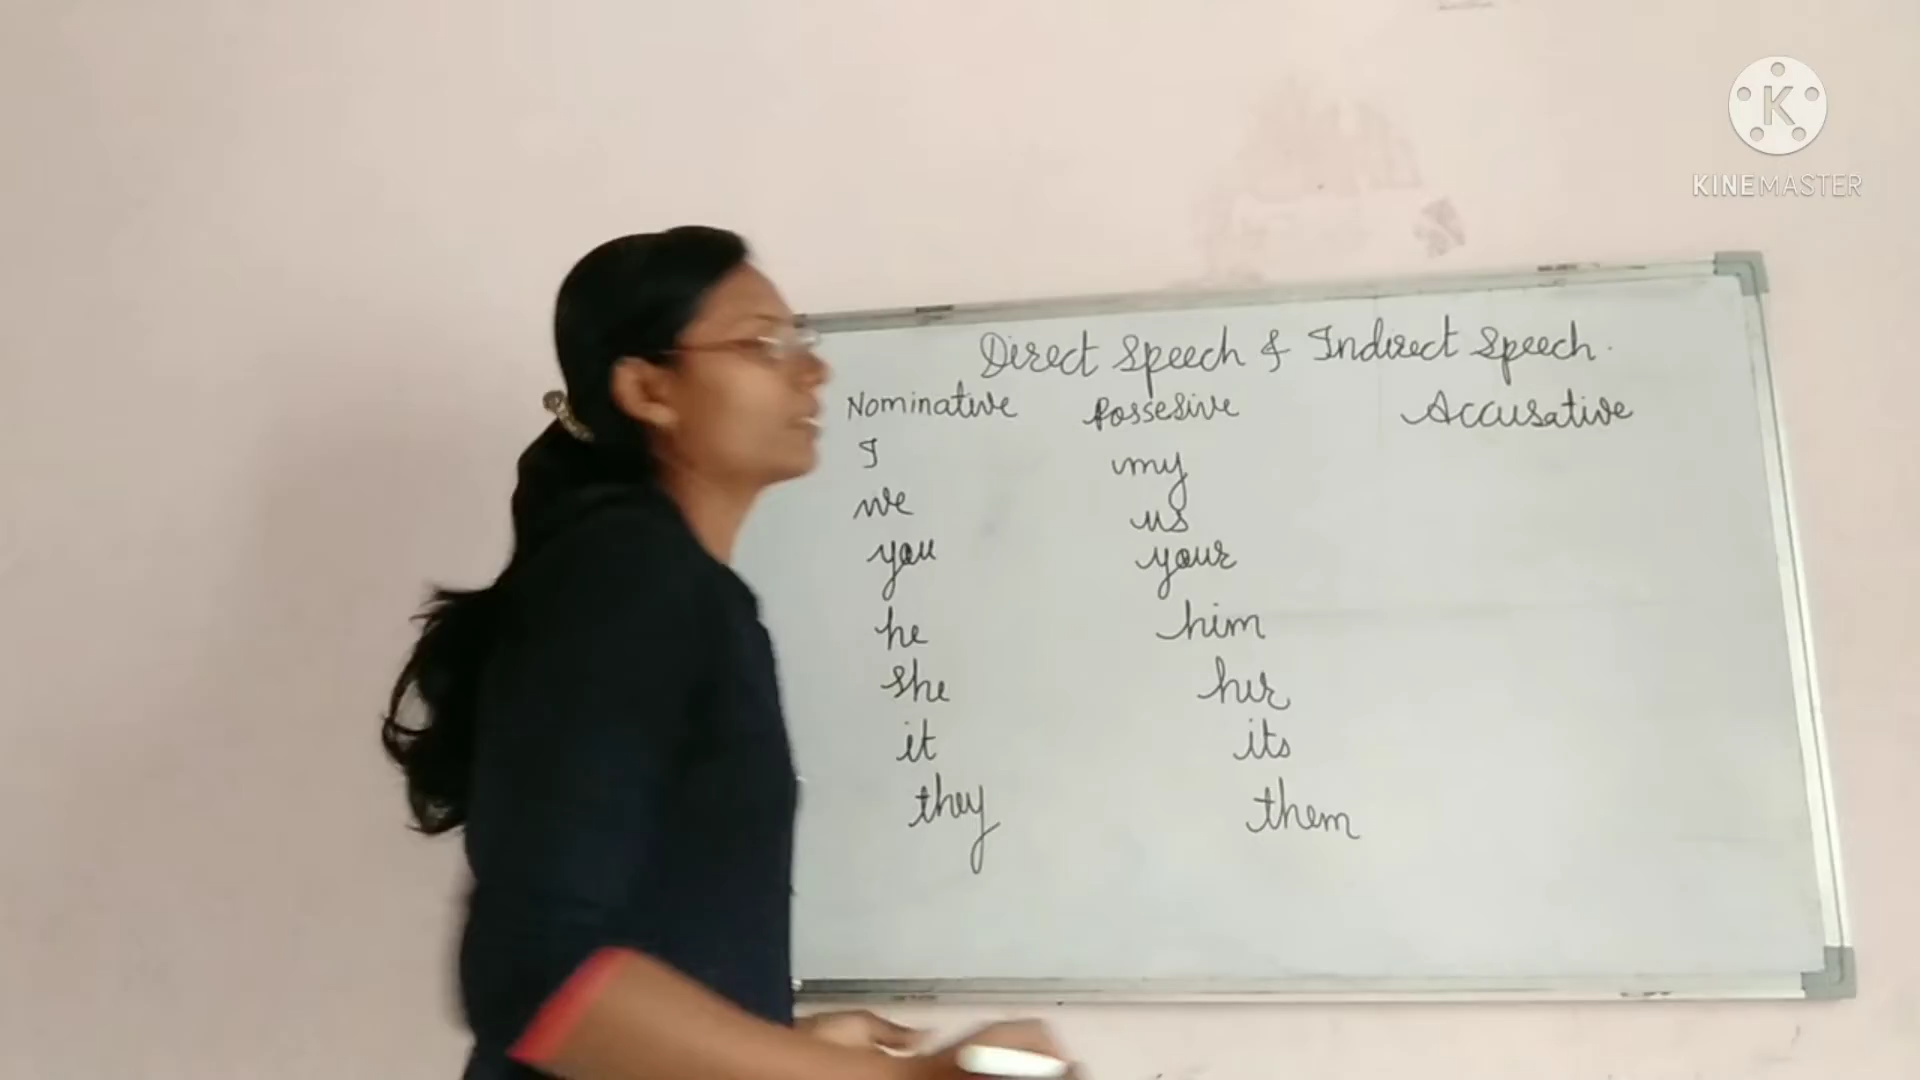 K
KINEMASTER
Direct Speech & Indirect Speech.
Nominative Possesive Accusative
I my
we us
you your
he him
she her
it its
they them